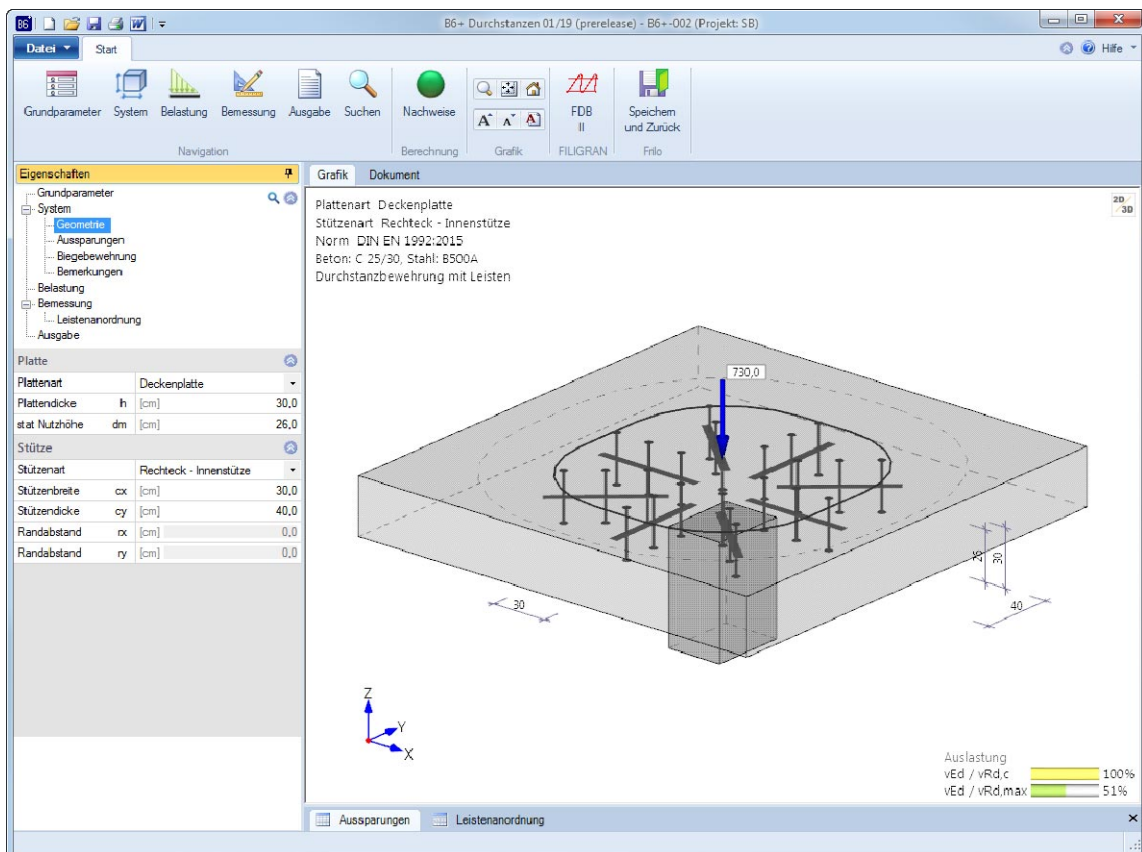 B6+ Durchstanzen 01/19 (prerelease) - B6+-002 (Projekt: SB)
Datei Start Hilfe
Grundparameter System Belastung Bemessung Ausgabe Suchen Nachweise FDB II Speichern und Zurück
Navigation Berechnung Grafik FILIGRAN Frilo
Eigenschaften
Grundparameter
System
Geometrie
Aussparungen
Biegebewehrung
Bemerkungen
Belastung
Bemessung
Leistenanordnung
Ausgabe
Platte
Plattenart Deckenplatte
Plattendicke h [cm] 30,0
stat Nutzhöhe dm [cm] 26,0
Stütze
Stützenart Rechteck - Innenstütze
Stützenbreite cx [cm] 30,0
Stützendicke cy [cm] 40,0
Randabstand rx [cm] 0,0
Randabstand ry [cm] 0,0
Grafik Dokument
Plattenart Deckenplatte
Stützenart Rechteck - Innenstütze
Norm DIN EN 1992:2015
Beton: C 25/30, Stahl: B500A
Durchstanzbewehrung mit Leisten
2D/3D
730,0
26
30
30
40
Z
Y
X
Auslastung
vEd / vRd,c 100%
vEd / vRd,max 51%
Aussparungen Leistenanordnung